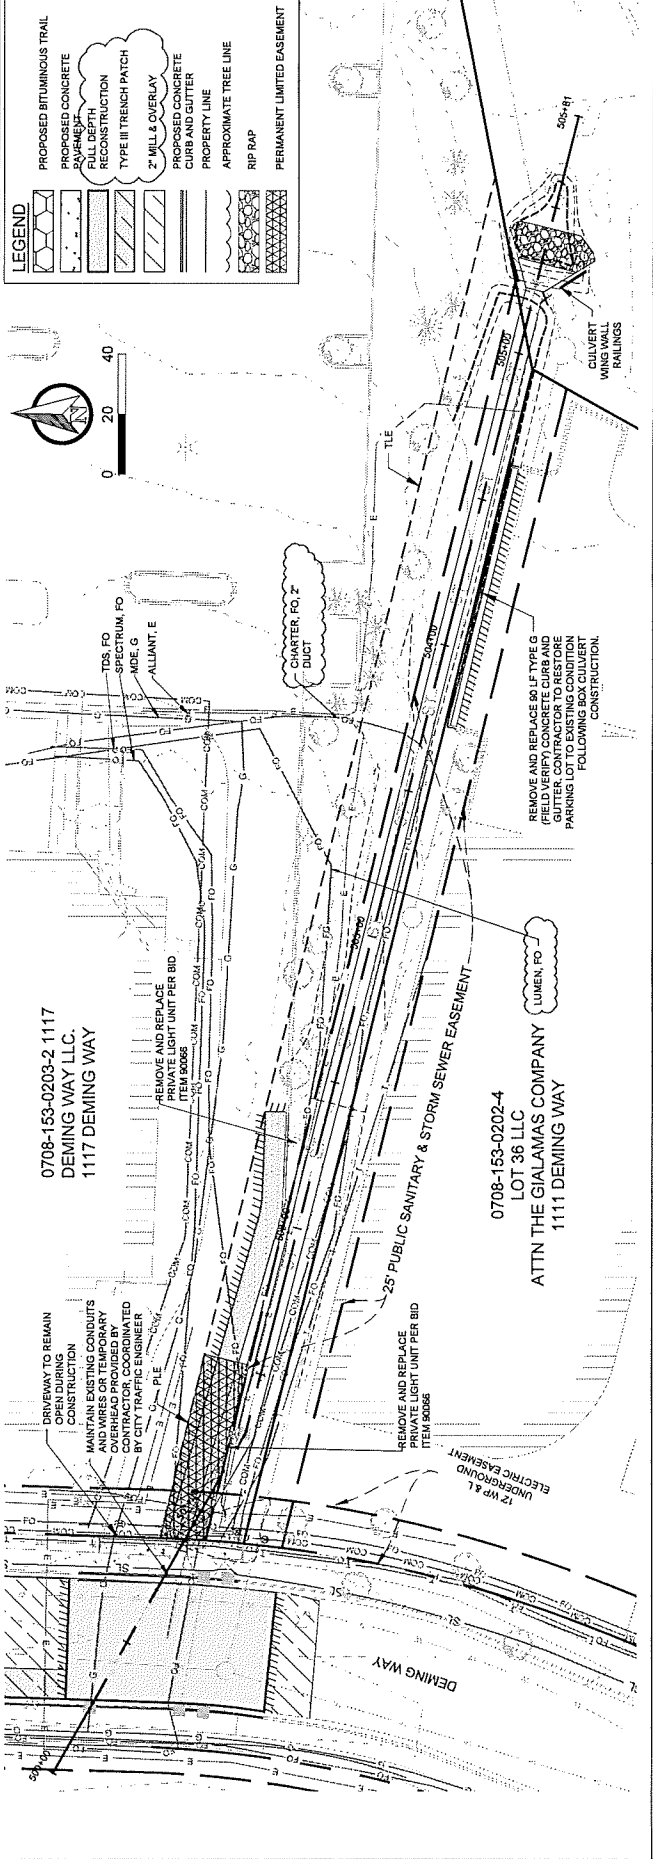 LEGEND
PROPOSED BITUMINOUS TRAIL
PROPOSED CONCRETE
PAVEMENT
FULL DEPTH
RECONSTRUCTION
TYPE III TRENCH PATCH
2" MILL & OVERLAY
PROPOSED CONCRETE
CURB AND GUTTER
PROPERTY LINE
APPROXIMATE TREE LINE
RIP RAP
PERMANENT LIMITED EASEMENT
0 20 40
N
0708-153-0203-2 1117
DEMING WAY LLC.
1117 DEMING WAY
DRIVEWAY TO REMAIN
OPEN DURING
CONSTRUCTION
MAINTAIN EXISTING CONDUITS
AND WIRES OR TEMPORARY
OVERHEAD PROVIDED BY
CONTRACTOR, COORDINATED
BY CITY TRAFFIC ENGINEER
PLE
REMOVE AND REPLACE
PRIVATE LIGHT UNIT PER BID
ITEM 90066
TDS, FO
SPECTRUM, FO
MDE, G
ALLIANT, E
CHARTER, FO, 2"
DUCT
TLE
CULVERT
WING WALL
RAILINGS
505+81
505+00
504+00
503+00
500+00
REMOVE AND REPLACE 90 LF TYPE G
(FIELD VERIFY) CONCRETE CURB AND
GUTTER, CONTRACTOR TO RESTORE
PARKING LOT TO EXISTING CONDITION
FOLLOWING BOX CULVERT
CONSTRUCTION.
LUMEN, FO
25' PUBLIC SANITARY & STORM SEWER EASEMENT
0708-153-0202-4
LOT 36 LLC
ATTN THE GIALAMAS COMPANY
1111 DEMING WAY
REMOVE AND REPLACE
PRIVATE LIGHT UNIT PER BID
ITEM 90066
12' WP & L
UNDERGROUND
ELECTRIC EASEMENT
DEMING WAY